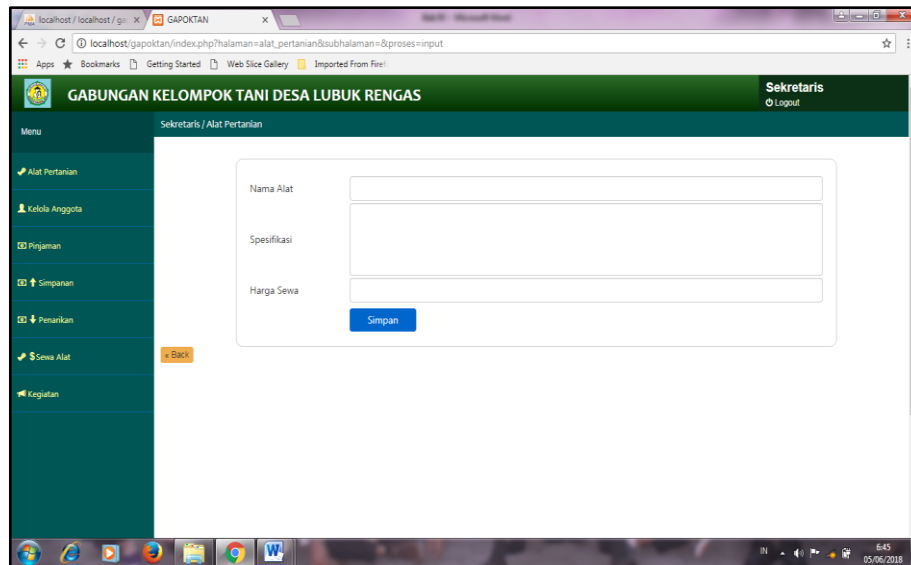 localhost / localhost / ga
GAPOKTAN
localhost/gapoktan/index.php?halaman=alat_pertanian&subhalaman=&proses=input
Apps Bookmarks Getting Started Web Slice Gallery Imported From Firef
GABUNGAN KELOMPOK TANI DESA LUBUK RENGAS
Sekretaris
Logout
Menu
Sekretaris / Alat Pertanian
Alat Pertanian
Kelola Anggota
Pinjaman
Simpanan
Penarikan
$ Sewa Alat
Kegiatan
Nama Alat
Spesifikasi
Harga Sewa
Simpan
« Back
IN
6:45
05/06/2018